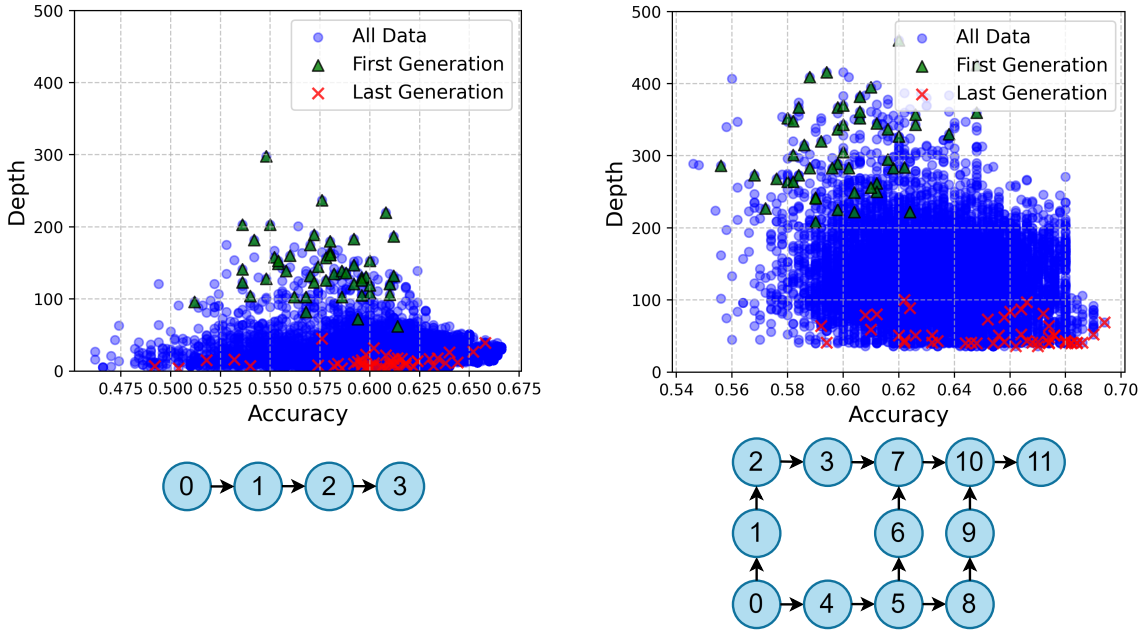 500
400
300
200
100
0
Depth
0.475 0.500 0.525 0.550 0.575 0.600 0.625 0.650 0.675
Accuracy
All Data
First Generation
Last Generation
500
400
300
200
100
0
Depth
0.54 0.56 0.58 0.60 0.62 0.64 0.66 0.68 0.70
Accuracy
All Data
First Generation
Last Generation
0 1 2 3
2 3 7 10 11
1 6 9
0 4 5 8